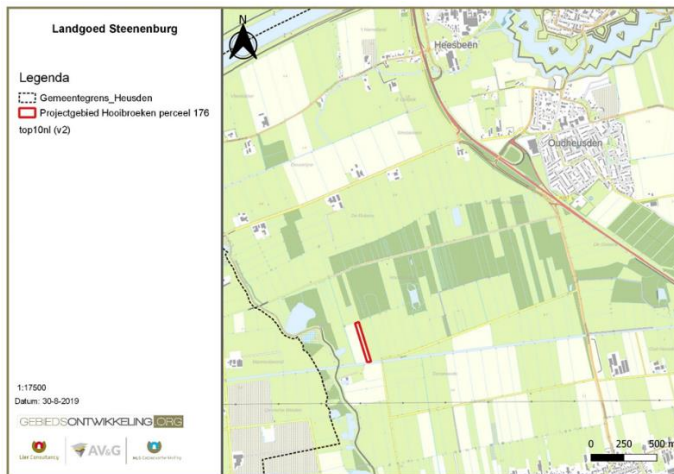 Landgoed Steenenburg
Legenda
Gemeentegrens_Heusden
Projectgebied Hooibroeken perceel 176
top10nl (v2)
1:17500
Datum: 30-8-2019
GEBIEDSONTWIKKELING.ORG
AV&G
N
Heesbeen
Oudheusden
0 250 500 m